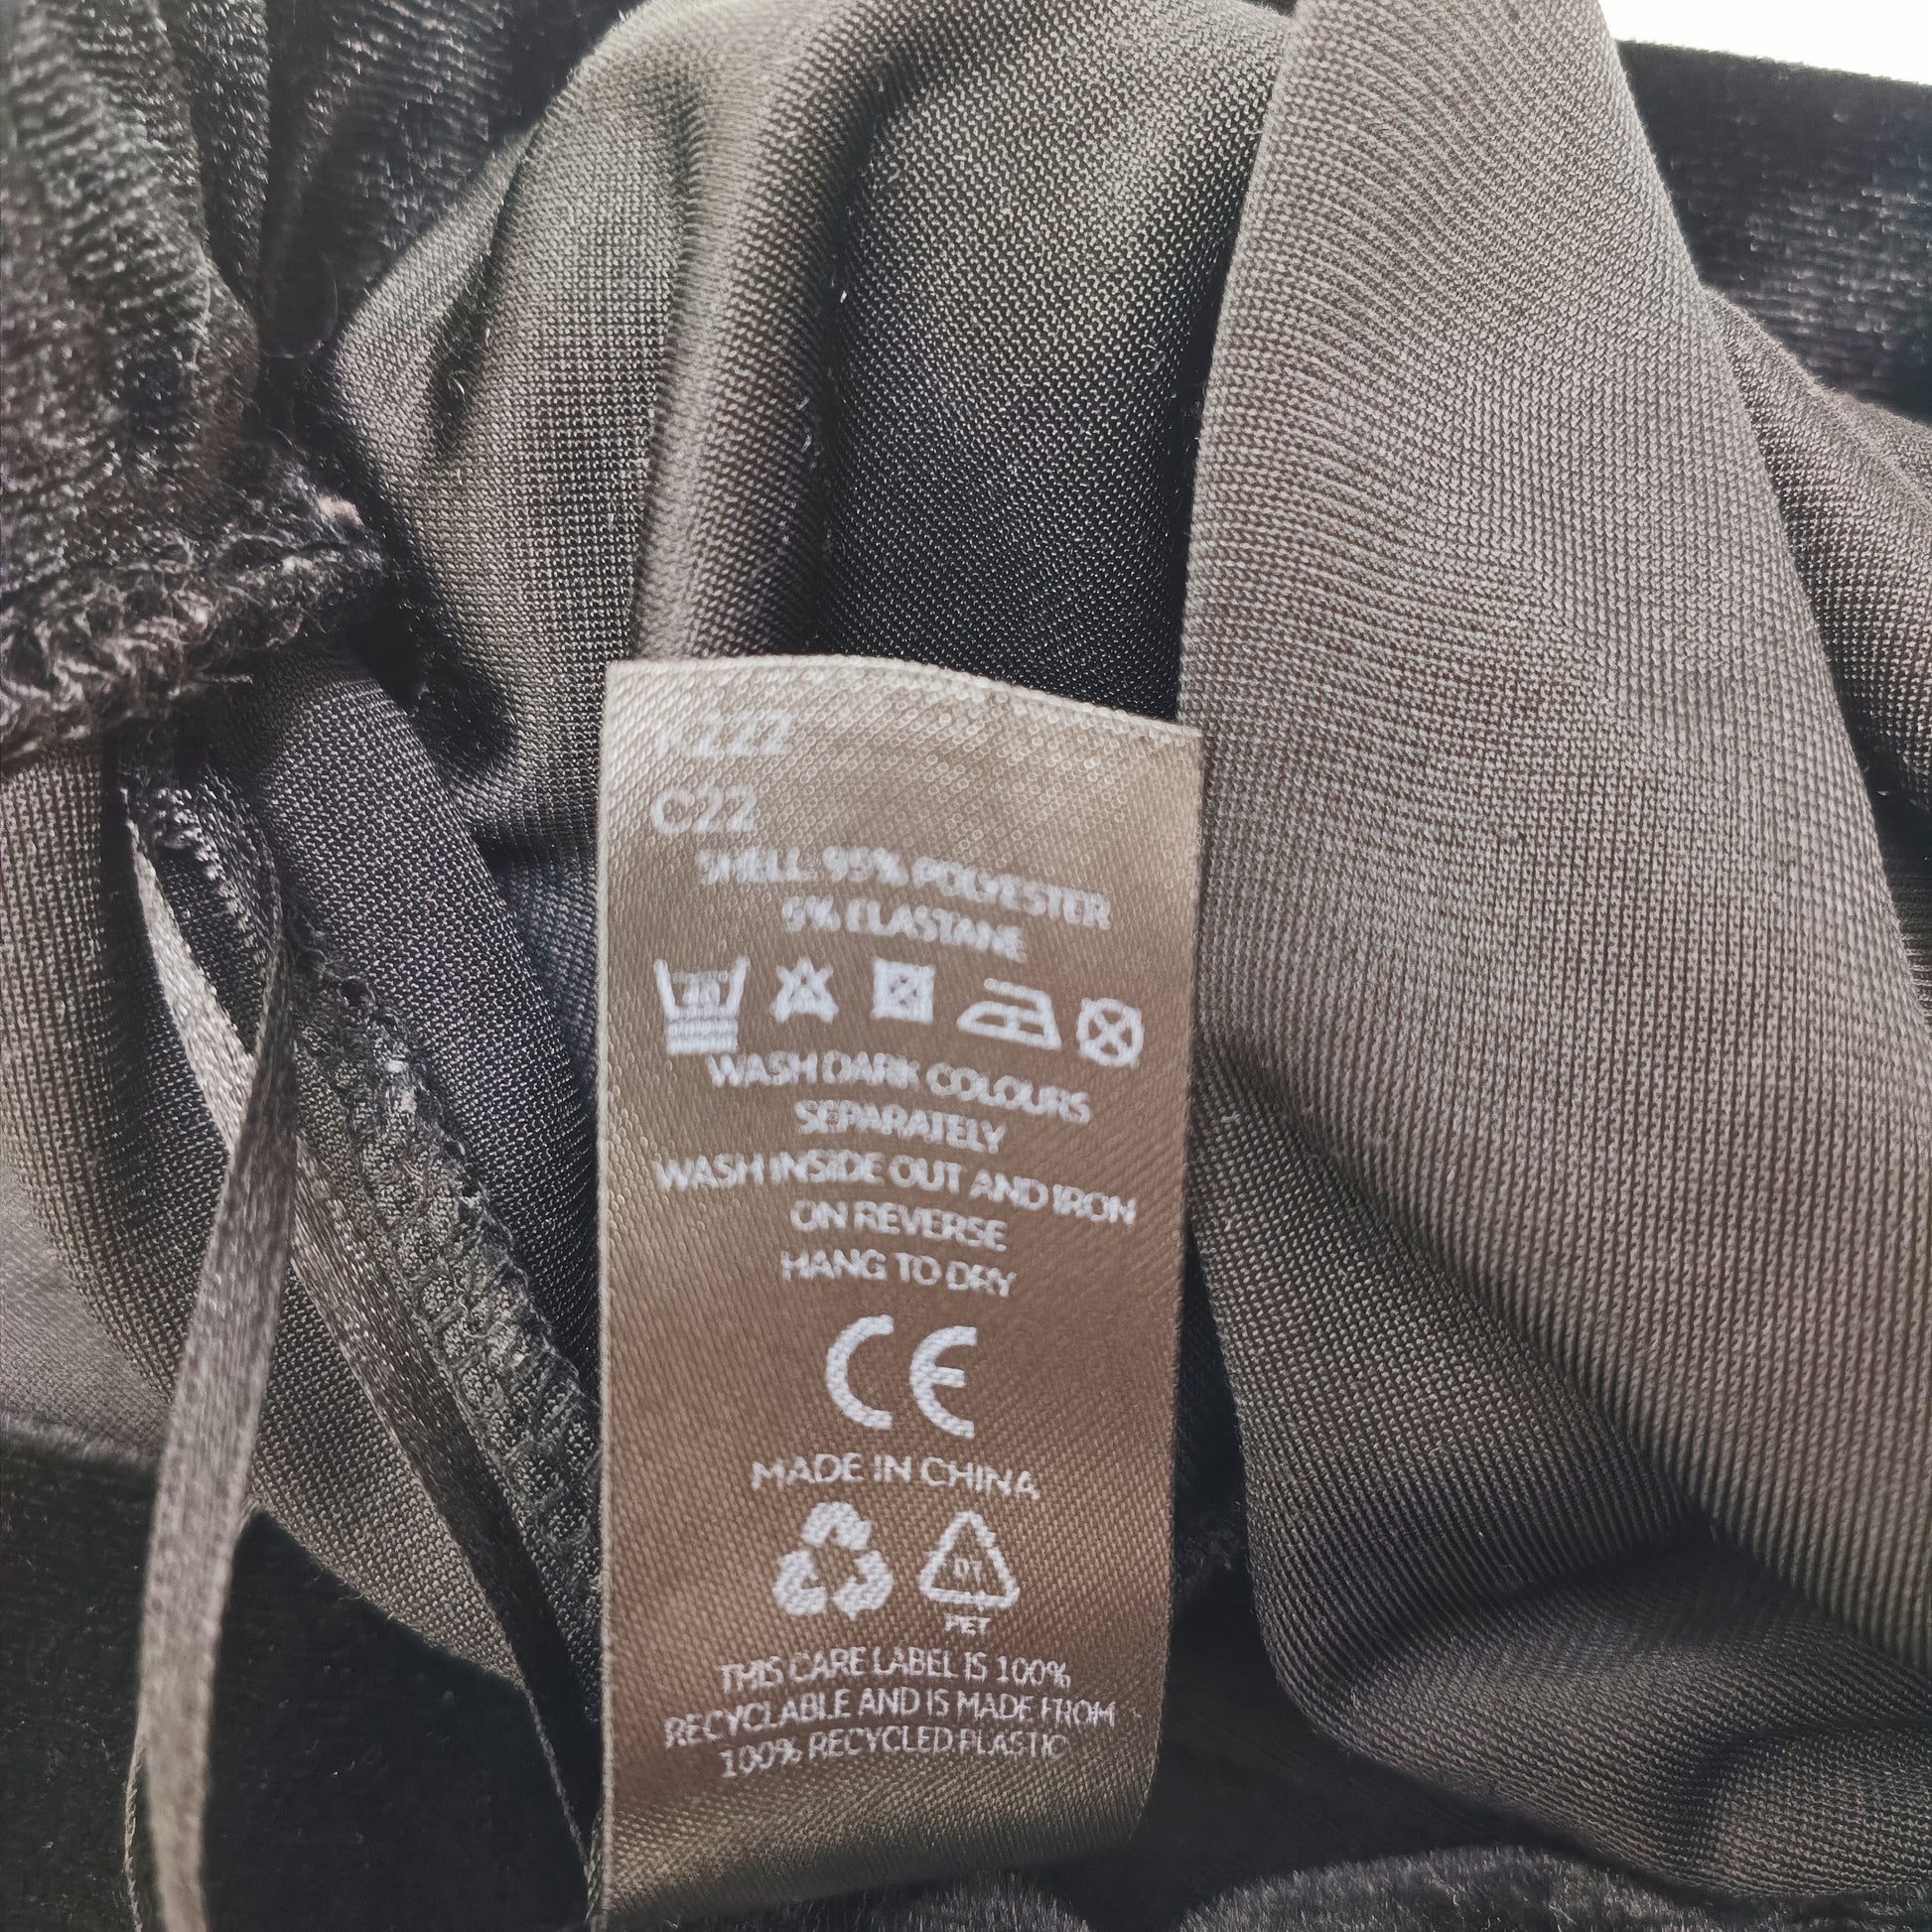 C22
SHELL: 95% POLYESTER
5% ELASTANE
WASH DARK COLOURS
SEPARATELY
WASH INSIDE OUT AND IRON
ON REVERSE
HANG TO DRY
CE
MADE IN CHINA
01
PET
THIS CARE LABEL IS 100%
RECYCLABLE AND IS MADE FROM
100% RECYCLED PLASTIC